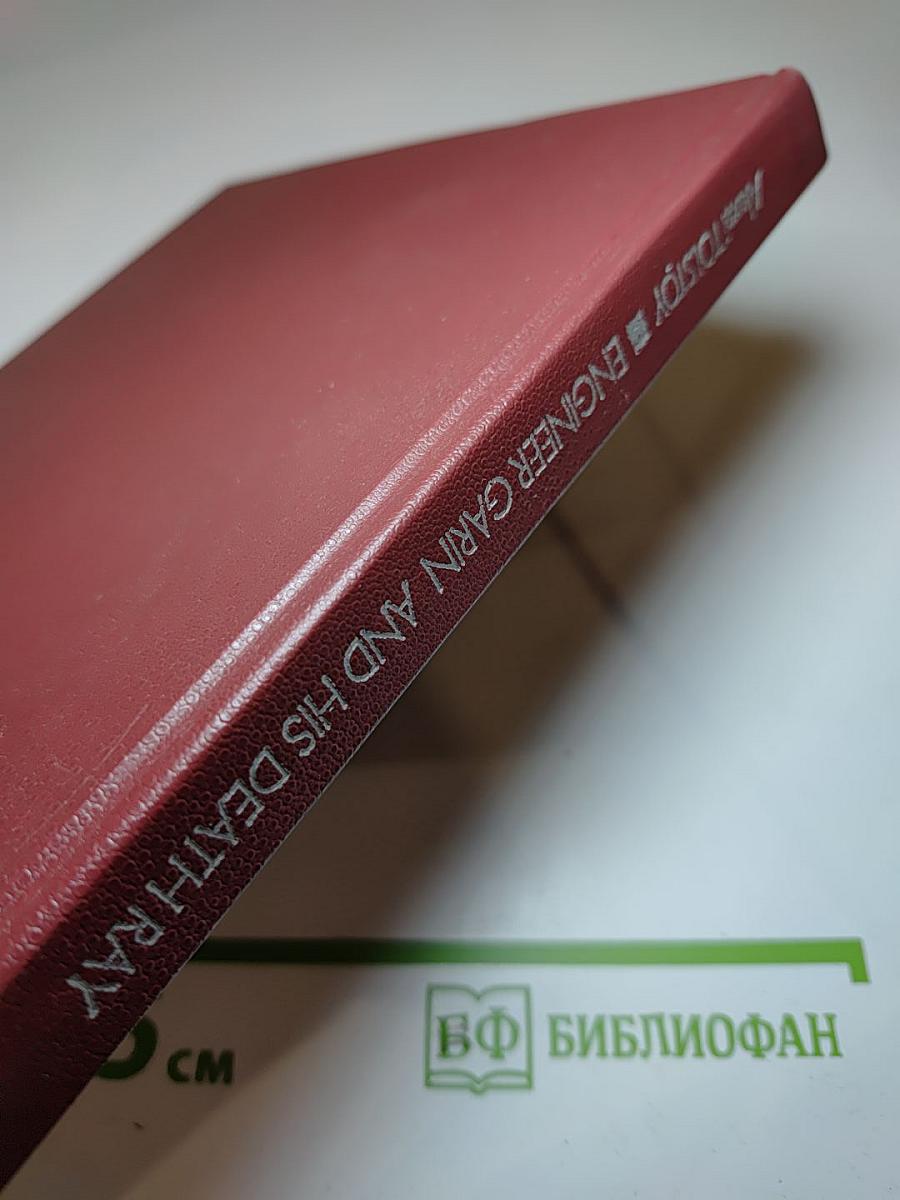 TOLSTOY ENGINEER GARIN AND HIS DEATH RAY
см
БФ БИБЛИОФАН